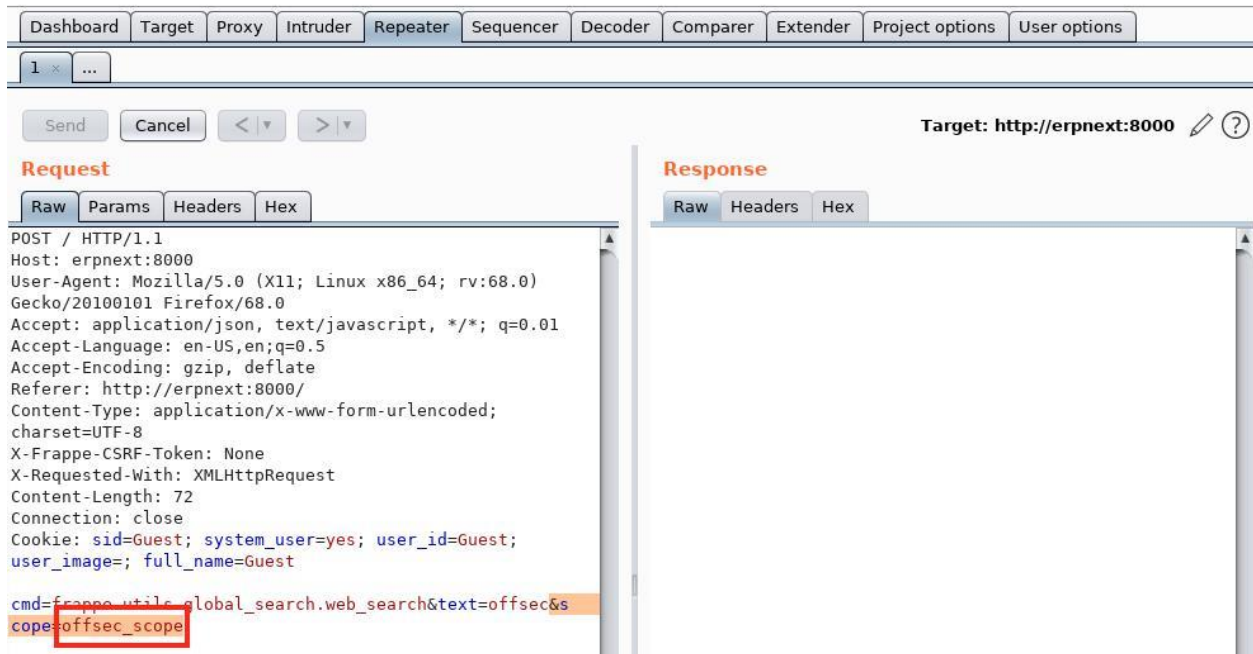 Dashboard Target Proxy Intruder Repeater Sequencer Decoder Comparer Extender Project options User options
1 × ...
Send Cancel < > Target: http://erpnext:8000 ?
Request
Raw Params Headers Hex
POST / HTTP/1.1
Host: erpnext:8000
User-Agent: Mozilla/5.0 (X11; Linux x86_64; rv:68.0)
Gecko/20100101 Firefox/68.0
Accept: application/json, text/javascript, */*; q=0.01
Accept-Language: en-US,en;q=0.5
Accept-Encoding: gzip, deflate
Referer: http://erpnext:8000/
Content-Type: application/x-www-form-urlencoded;
charset=UTF-8
X-Frappe-CSRF-Token: None
X-Requested-With: XMLHttpRequest
Content-Length: 72
Connection: close
Cookie: sid=Guest; system_user=yes; user_id=Guest;
user_image=; full_name=Guest
cmd=frappe.utils.global_search.web_search&text=offsec&s
cope=offsec_scope
Response
Raw Headers Hex